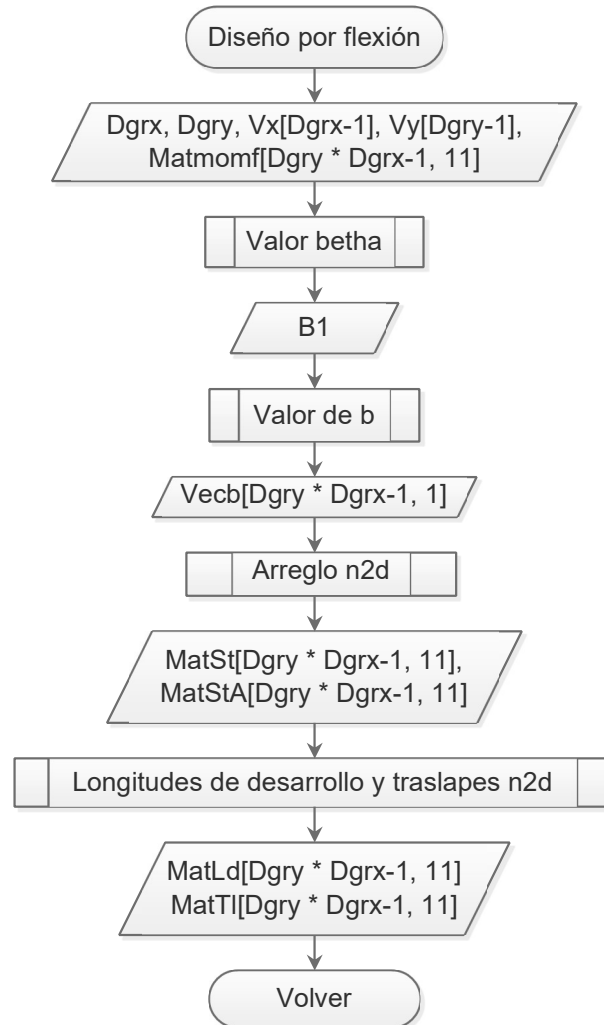 Diseño por flexión
Dgrx, Dgry, Vx[Dgrx-1], Vy[Dgry-1],
Matmomf[Dgry * Dgrx-1, 11]
Valor betha
B1
Valor de b
Vecb[Dgry * Dgrx-1, 1]
Arreglo n2d
MatSt[Dgry * Dgrx-1, 11],
MatStA[Dgry * Dgrx-1, 11]
Longitudes de desarrollo y traslapes n2d
MatLd[Dgry * Dgrx-1, 11]
MatTl[Dgry * Dgrx-1, 11]
Volver